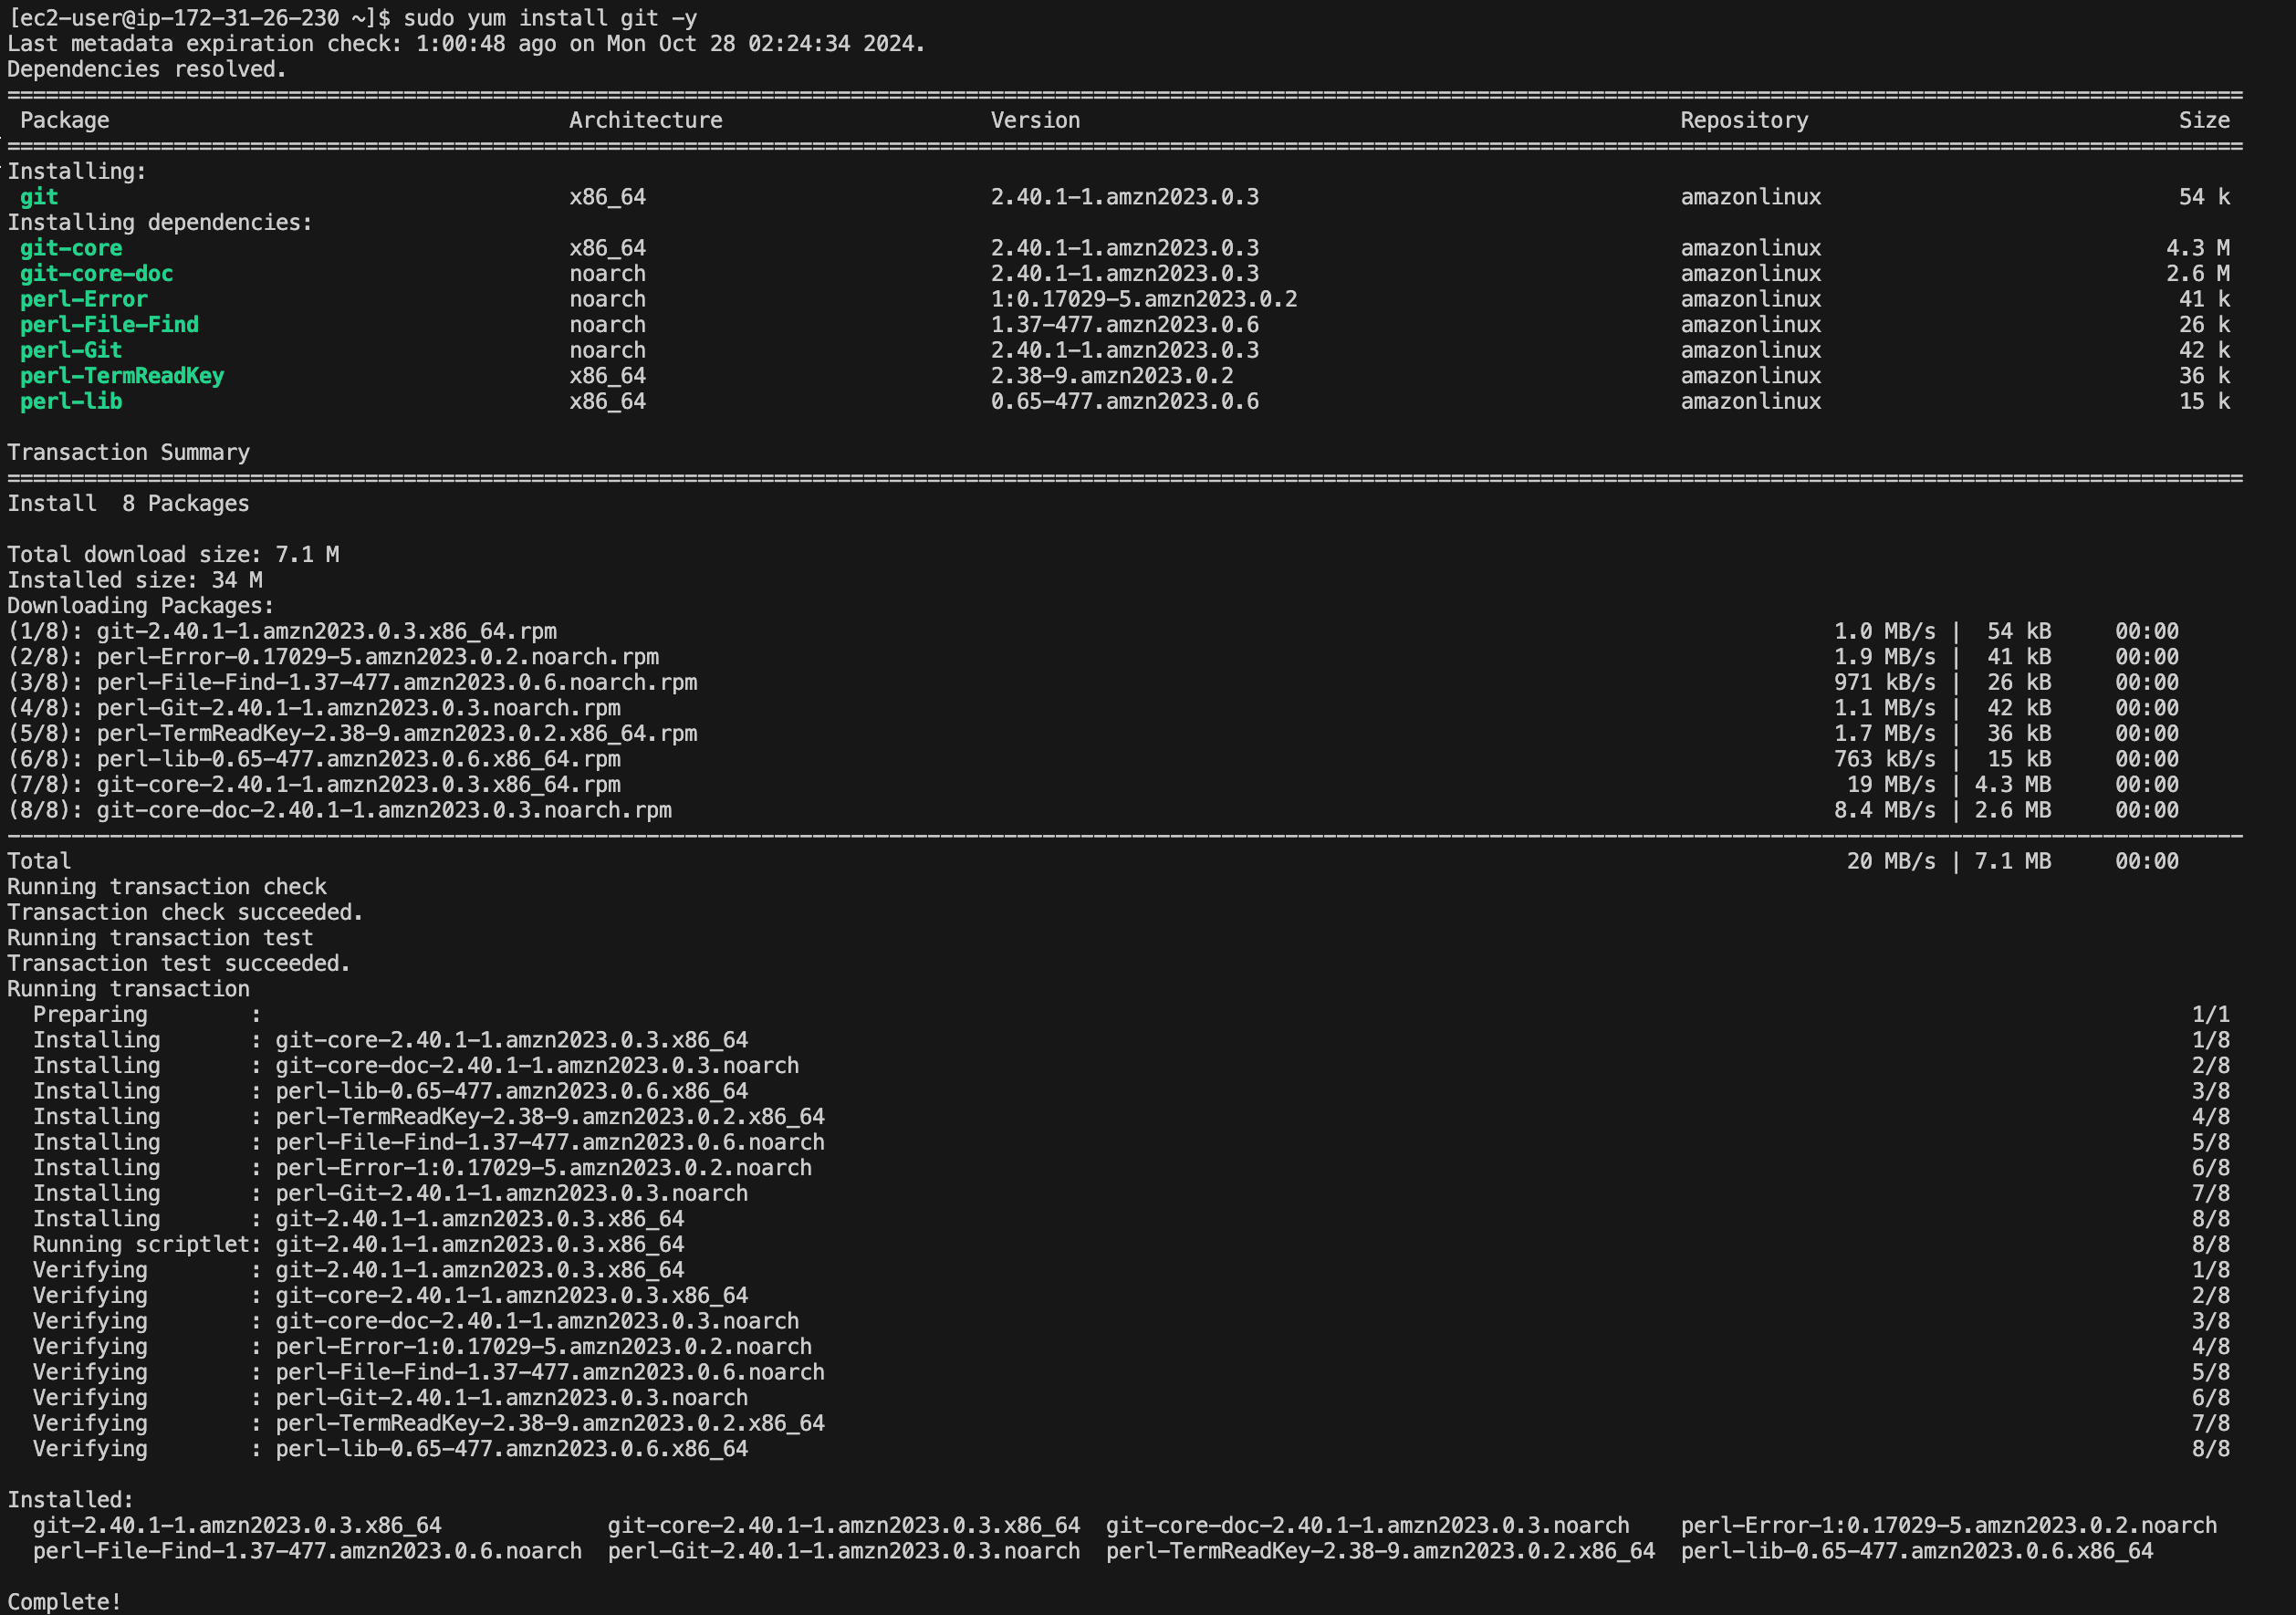 [ec2-user@ip-172-31-26-230 ~]$ sudo yum install git -y
Last metadata expiration check: 1:00:48 ago on Mon Oct 28 02:24:34 2024.
Dependencies resolved.
Package Architecture Version Repository Size
Installing:
git x86_64 2.40.1-1.amzn2023.0.3 amazonlinux 54 k
Installing dependencies:
git-core x86_64 2.40.1-1.amzn2023.0.3 amazonlinux 4.3 M
git-core-doc noarch 2.40.1-1.amzn2023.0.3 amazonlinux 2.6 M
perl-Error noarch 1:0.17029-5.amzn2023.0.2 amazonlinux 41 k
perl-File-Find noarch 1.37-477.amzn2023.0.6 amazonlinux 26 k
perl-Git noarch 2.40.1-1.amzn2023.0.3 amazonlinux 42 k
perl-TermReadKey x86_64 2.38-9.amzn2023.0.2 amazonlinux 36 k
perl-lib x86_64 0.65-477.amzn2023.0.6 amazonlinux 15 k
Transaction Summary
Install  8 Packages
Total download size: 7.1 M
Installed size: 34 M
Downloading Packages:
(1/8): git-2.40.1-1.amzn2023.0.3.x86_64.rpm 1.0 MB/s |  54 kB 00:00
(2/8): perl-Error-0.17029-5.amzn2023.0.2.noarch.rpm 1.9 MB/s |  41 kB 00:00
(3/8): perl-File-Find-1.37-477.amzn2023.0.6.noarch.rpm 971 kB/s |  26 kB 00:00
(4/8): perl-Git-2.40.1-1.amzn2023.0.3.noarch.rpm 1.1 MB/s |  42 kB 00:00
(5/8): perl-TermReadKey-2.38-9.amzn2023.0.2.x86_64.rpm 1.7 MB/s |  36 kB 00:00
(6/8): perl-lib-0.65-477.amzn2023.0.6.x86_64.rpm 763 kB/s |  15 kB 00:00
(7/8): git-core-2.40.1-1.amzn2023.0.3.x86_64.rpm 19 MB/s | 4.3 MB 00:00
(8/8): git-core-doc-2.40.1-1.amzn2023.0.3.noarch.rpm 8.4 MB/s | 2.6 MB 00:00
Total 20 MB/s | 7.1 MB 00:00
Running transaction check
Transaction check succeeded.
Running transaction test
Transaction test succeeded.
Running transaction
Preparing : 1/1
Installing : git-core-2.40.1-1.amzn2023.0.3.x86_64 1/8
Installing : git-core-doc-2.40.1-1.amzn2023.0.3.noarch 2/8
Installing : perl-lib-0.65-477.amzn2023.0.6.x86_64 3/8
Installing : perl-TermReadKey-2.38-9.amzn2023.0.2.x86_64 4/8
Installing : perl-File-Find-1.37-477.amzn2023.0.6.noarch 5/8
Installing : perl-Error-1:0.17029-5.amzn2023.0.2.noarch 6/8
Installing : perl-Git-2.40.1-1.amzn2023.0.3.noarch 7/8
Installing : git-2.40.1-1.amzn2023.0.3.x86_64 8/8
Running scriptlet: git-2.40.1-1.amzn2023.0.3.x86_64 8/8
Verifying : git-2.40.1-1.amzn2023.0.3.x86_64 1/8
Verifying : git-core-2.40.1-1.amzn2023.0.3.x86_64 2/8
Verifying : git-core-doc-2.40.1-1.amzn2023.0.3.noarch 3/8
Verifying : perl-Error-1:0.17029-5.amzn2023.0.2.noarch 4/8
Verifying : perl-File-Find-1.37-477.amzn2023.0.6.noarch 5/8
Verifying : perl-Git-2.40.1-1.amzn2023.0.3.noarch 6/8
Verifying : perl-TermReadKey-2.38-9.amzn2023.0.2.x86_64 7/8
Verifying : perl-lib-0.65-477.amzn2023.0.6.x86_64 8/8
Installed:
git-2.40.1-1.amzn2023.0.3.x86_64 git-core-2.40.1-1.amzn2023.0.3.x86_64 git-core-doc-2.40.1-1.amzn2023.0.3.noarch perl-Error-1:0.17029-5.amzn2023.0.2.noarch
perl-File-Find-1.37-477.amzn2023.0.6.noarch perl-Git-2.40.1-1.amzn2023.0.3.noarch perl-TermReadKey-2.38-9.amzn2023.0.2.x86_64 perl-lib-0.65-477.amzn2023.0.6.x86_64
Complete!